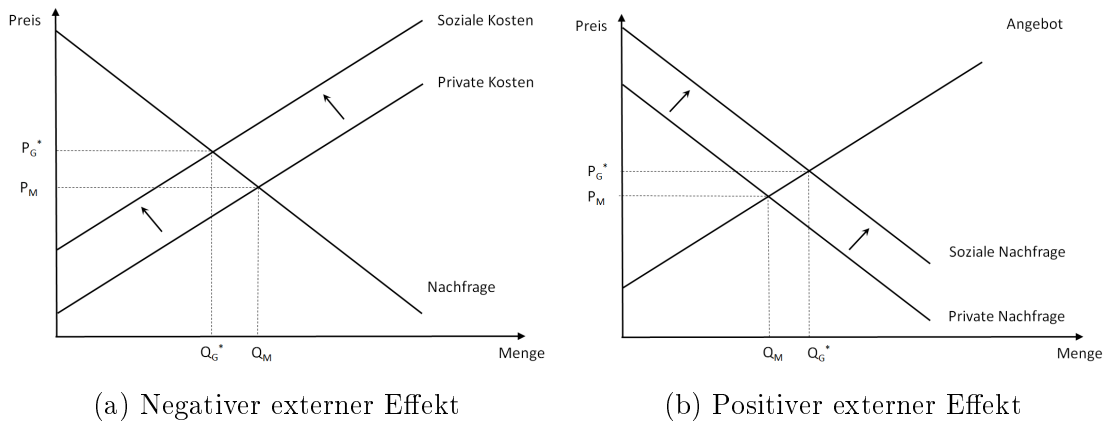 Preis
Soziale Kosten
Private Kosten
P_G*
P_M
Nachfrage
Q_G*
Q_M
Menge
(a) Negativer externer Effekt
Preis
Angebot
P_G*
P_M
Soziale Nachfrage
Private Nachfrage
Q_M
Q_G*
Menge
(b) Positiver externer Effekt